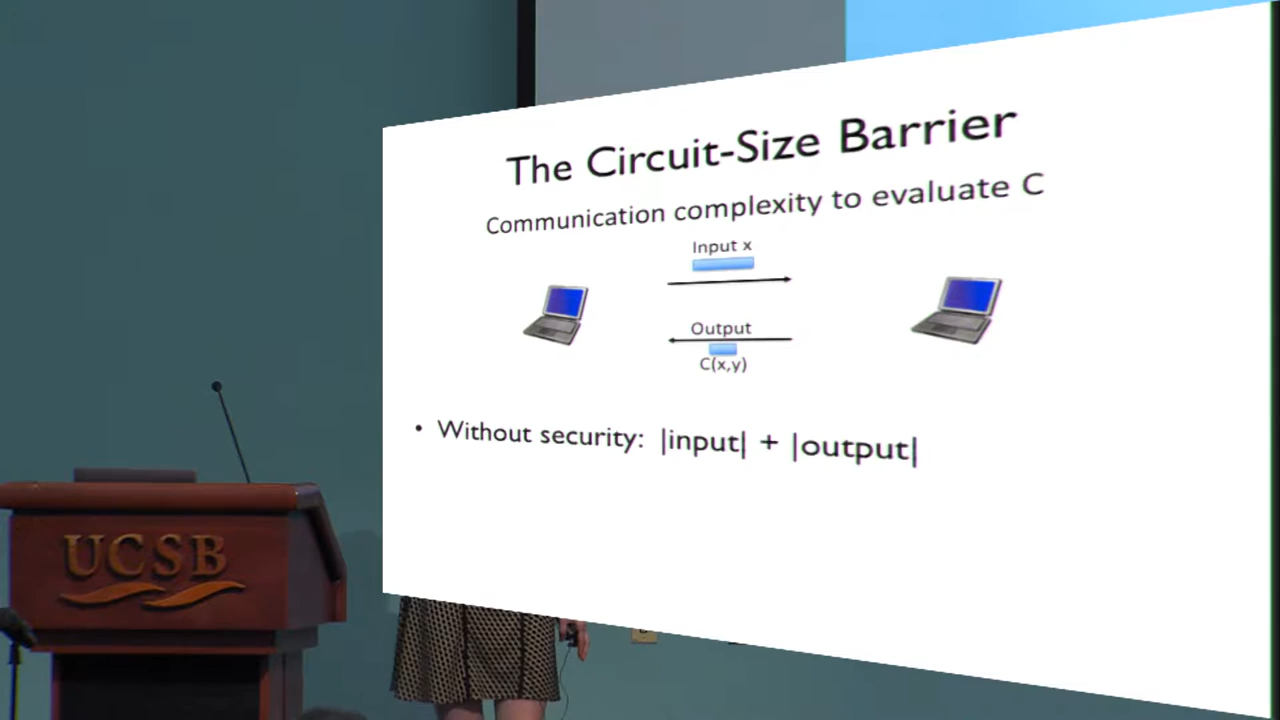 The Circuit-Size Barrier
Communication complexity to evaluate C
Input x
Output
C(x,y)
• Without security: |input| + |output|
UCSB